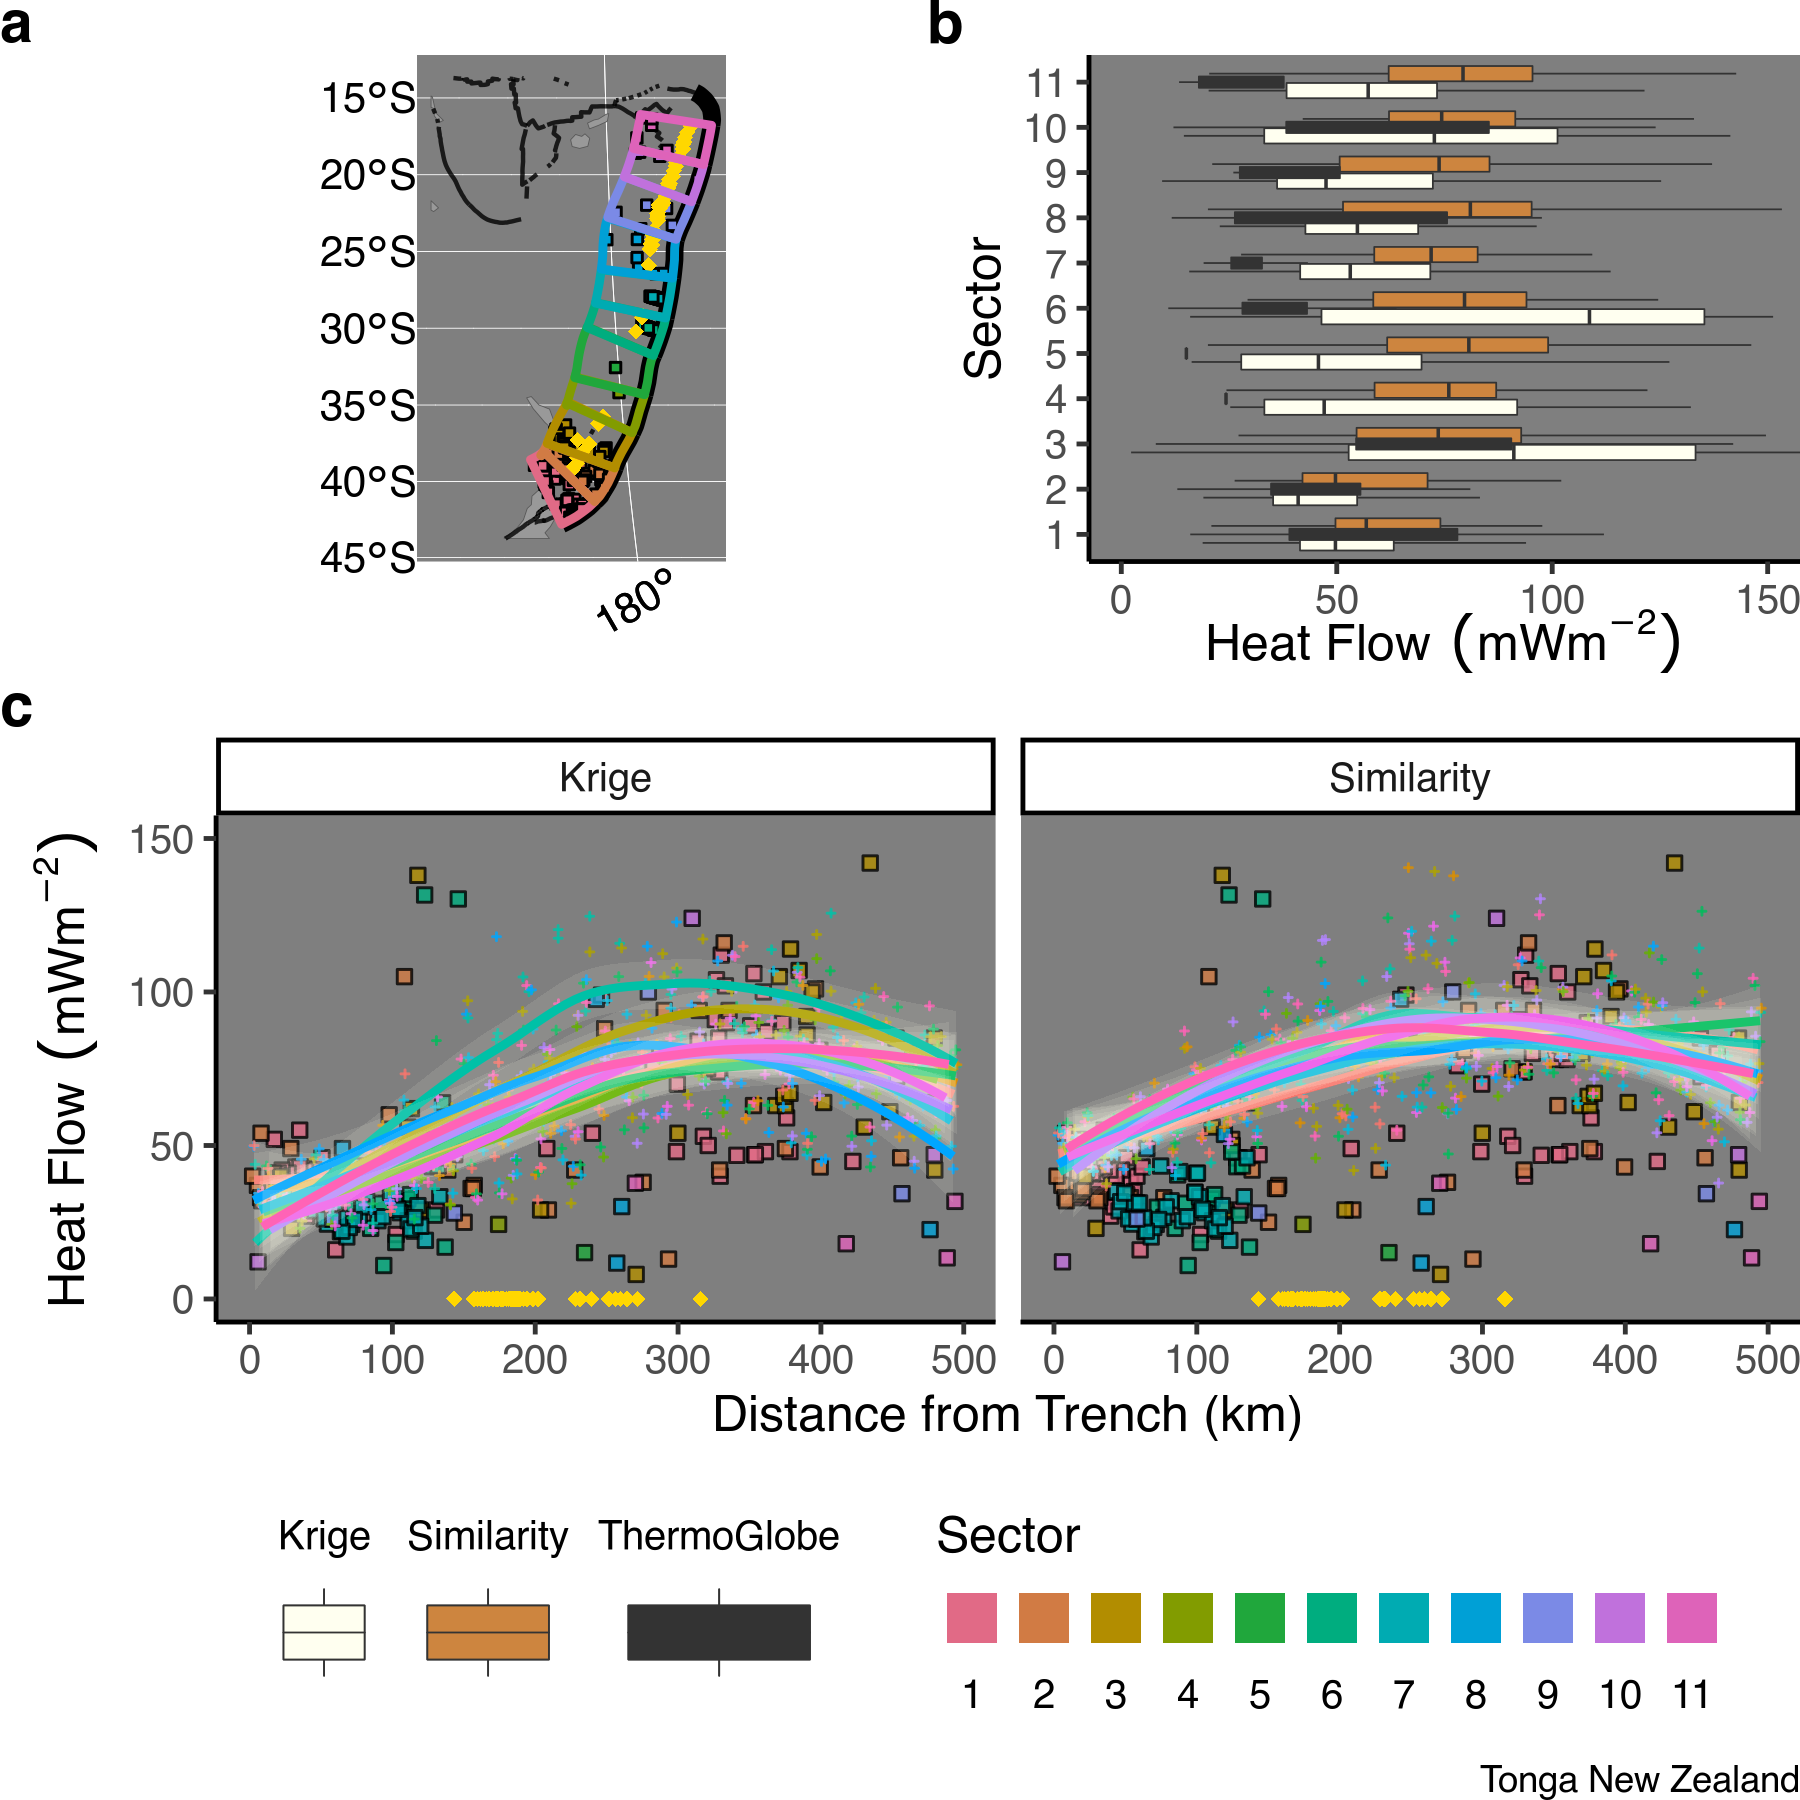 a
15°S
20°S
25°S
30°S
35°S
40°S
45°S
180°
b
Sector
11
10
9
8
7
6
5
4
3
2
1
0 50 100 150
Heat Flow (mWm⁻²)
c
Krige Similarity
Heat Flow (mWm⁻²)
150
100
50
0
0 100 200 300 400 500 0 100 200 300 400 500
Distance from Trench (km)
Krige Similarity ThermoGlobe
Sector
1 2 3 4 5 6 7 8 9 10 11
Tonga New Zealand